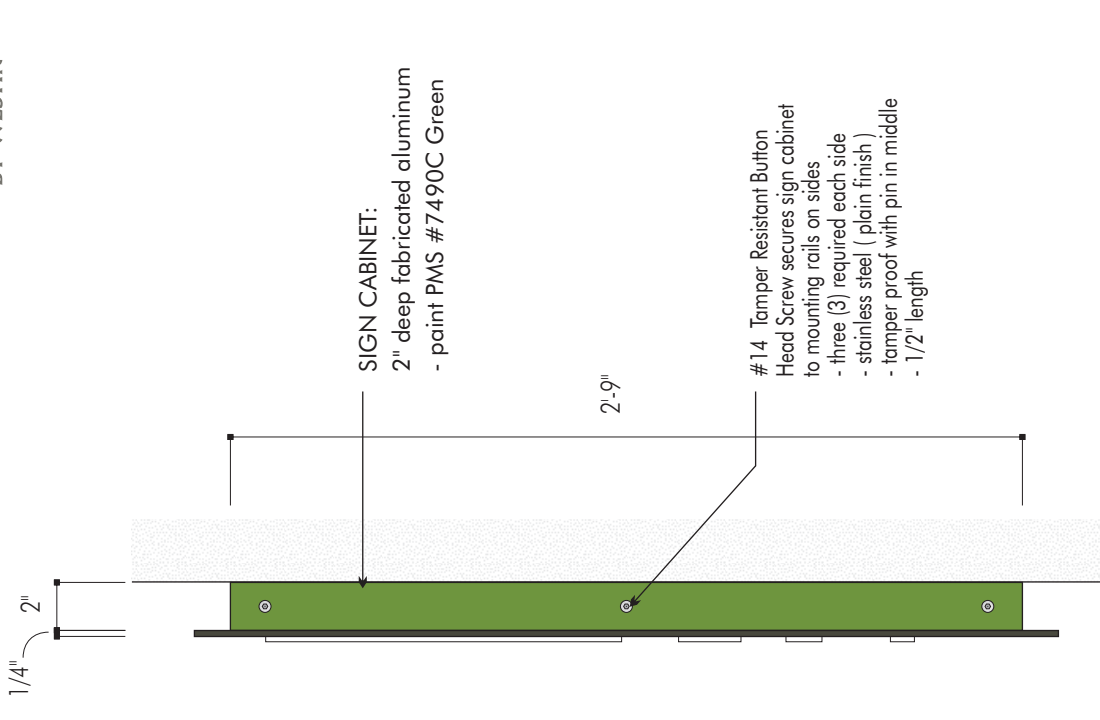 SIGN CABINET:
2" deep fabricated aluminum
- paint PMS #7490C Green
#14 Tamper Resistant Button
Head Screw secures sign cabinet
to mounting rails on sides
- three (3) required each side
- stainless steel ( plain finish )
- tamper proof with pin in middle
- 1/2" length
2'-9"
2"
1/4"